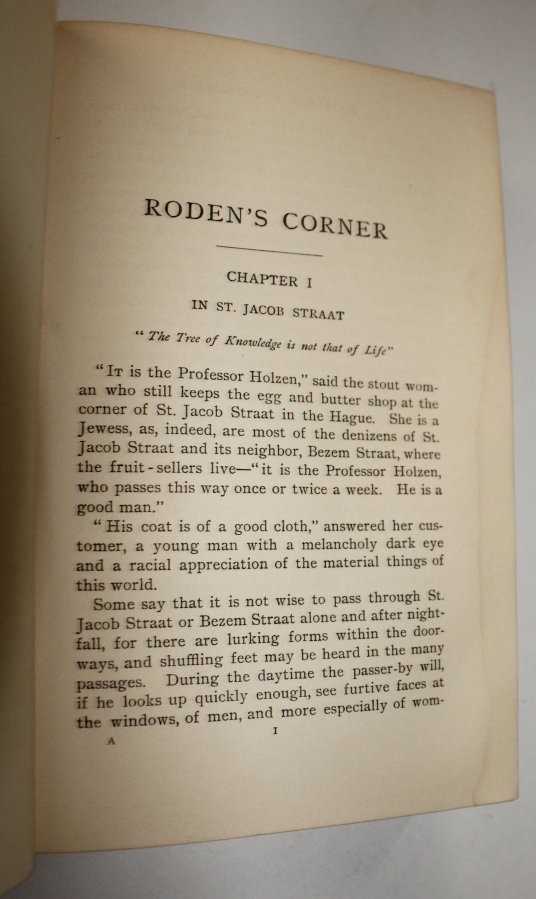 RODEN'S CORNER
CHAPTER I
IN ST. JACOB STRAAT
"The Tree of Knowledge is not that of Life"
"IT is the Professor Holzen," said the stout wom-
an who still keeps the egg and butter shop at the
corner of St. Jacob Straat in the Hague. She is a
Jewess, as, indeed, are most of the denizens of St.
Jacob Straat and its neighbor, Bezem Straat, where
the fruit-sellers live—"it is the Professor Holzen,
who passes this way once or twice a week. He is a
good man."
"His coat is of a good cloth," answered her cus-
tomer, a young man with a melancholy dark eye
and a racial appreciation of the material things of
this world.
Some say that it is not wise to pass through St.
Jacob Straat or Bezem Straat alone and after night-
fall, for there are lurking forms within the door-
ways, and shuffling feet may be heard in the many
passages. During the daytime the passer-by will,
if he looks up quickly enough, see furtive faces at
the windows, of men, and more especially of wom-
A
1